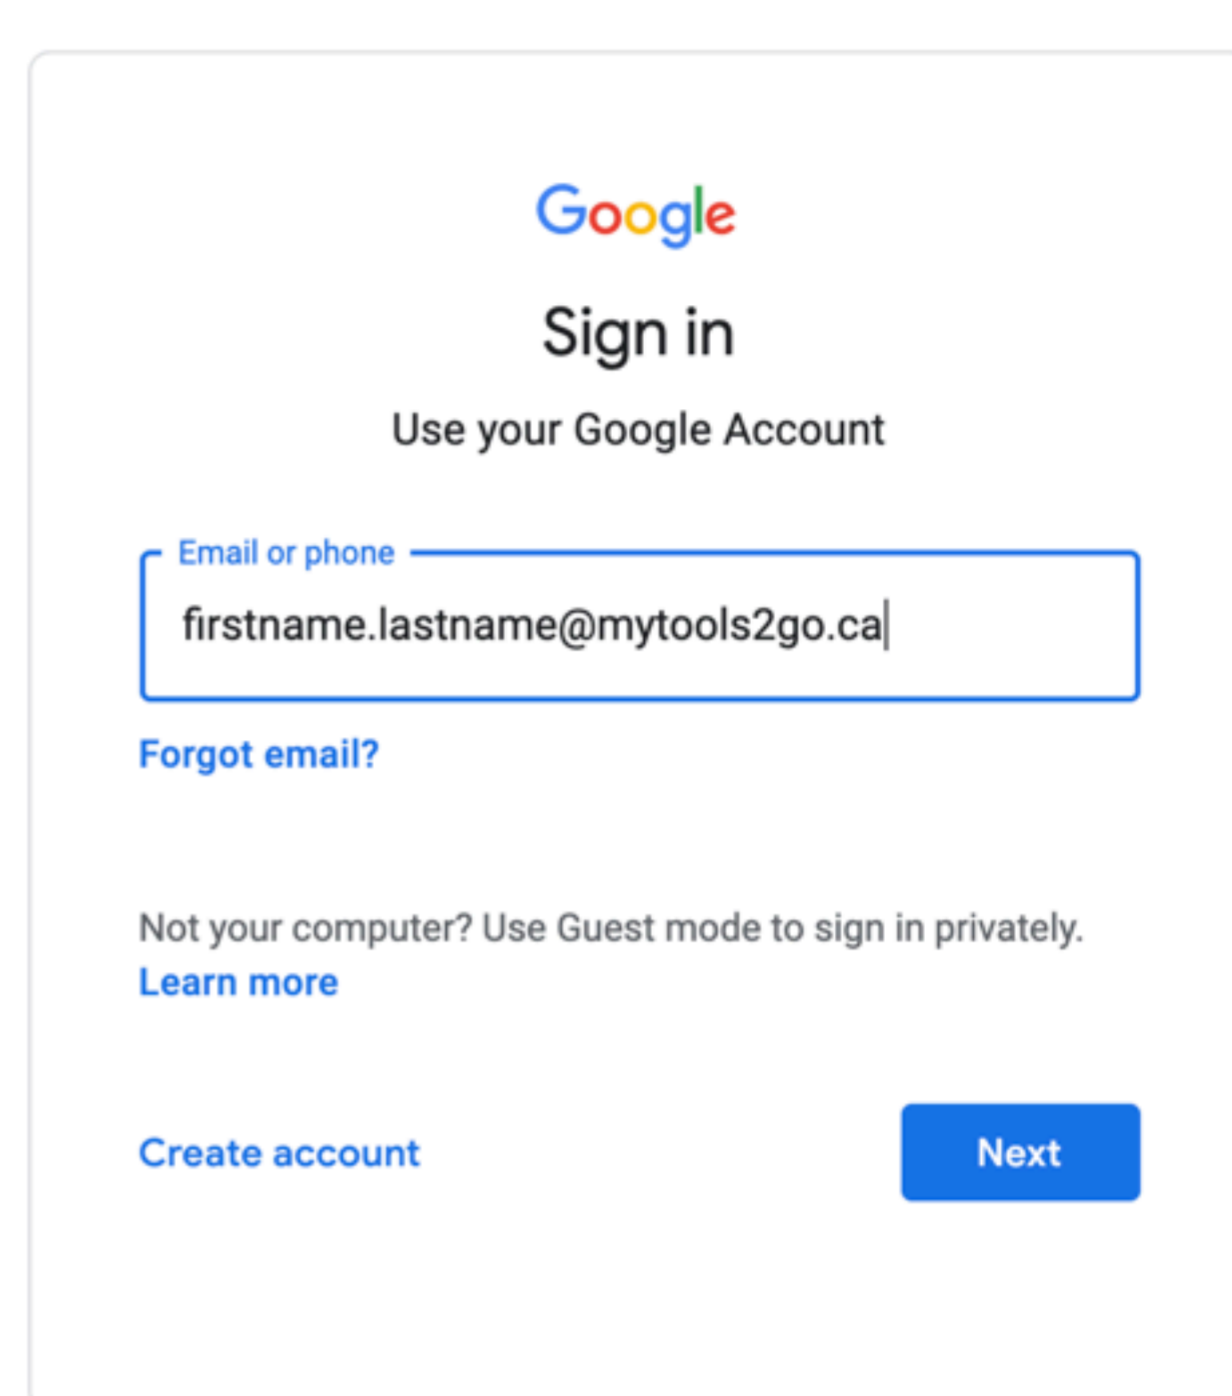 Google
Sign in
Use your Google Account
Email or phone
firstname.lastname@mytools2go.ca
Forgot email?
Not your computer? Use Guest mode to sign in privately.
Learn more
Create account
Next